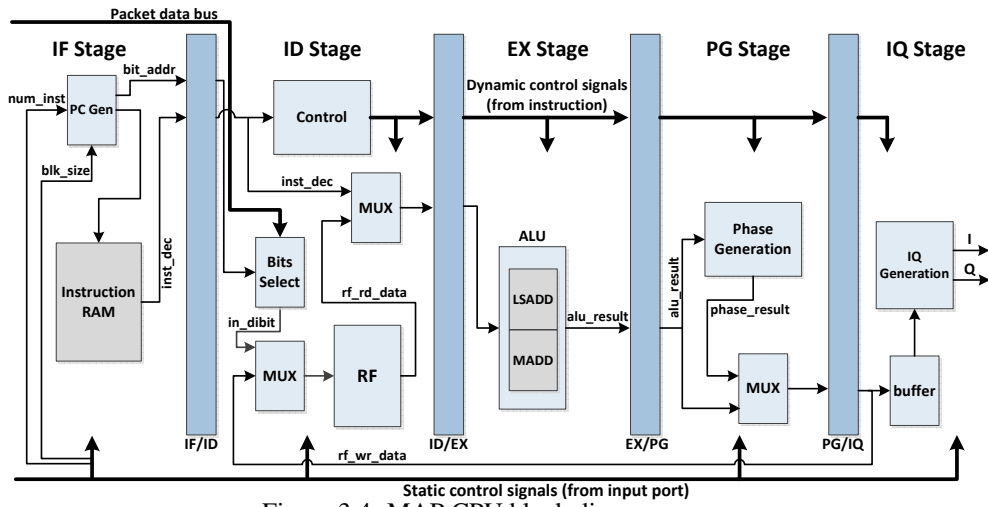 Packet data bus
IF Stage
ID Stage
EX Stage
PG Stage
IQ Stage
bit_addr
num_inst
PC Gen
Control
Dynamic control signals
(from instruction)
blk_size
inst_dec
MUX
Instruction
RAM
inst_dec
Bits
Select
rf_rd_data
in_dibit
MUX
RF
ALU
LSADD
MADD
alu_result
alu_result
Phase
Generation
phase_result
MUX
IQ
Generation
I
Q
buffer
IF/ID
ID/EX
EX/PG
PG/IQ
rf_wr_data
Static control signals (from input port)